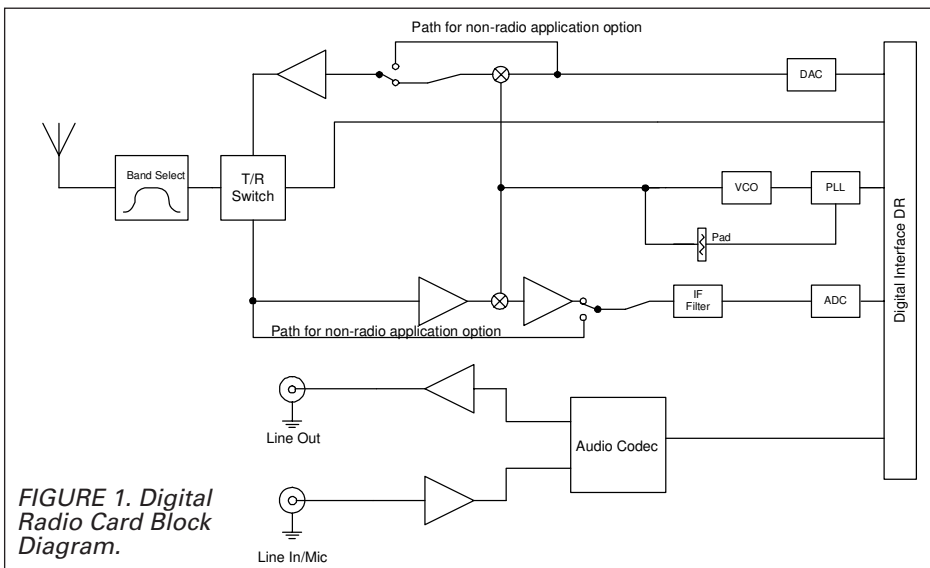 Path for non-radio application option
DAC
Band Select
T/R
Switch
VCO
PLL
Pad
Digital Interface DR
IF
Filter
ADC
Path for non-radio application option
Line Out
Audio Codec
Line In/Mic
FIGURE 1. Digital
Radio Card Block
Diagram.